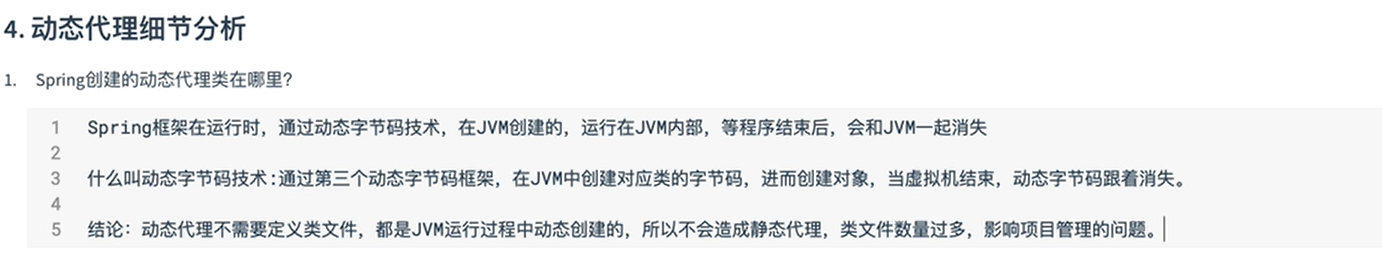 4. 动态代理细节分析
1. Spring创建的动态代理类在哪里?
1 Spring框架在运行时，通过动态字节码技术，在JVM创建的，运行在JVM内部，等程序结束后，会和JVM一起消失
2
3 什么叫动态字节码技术:通过第三个动态字节码框架，在JVM中创建对应类的字节码，进而创建对象，当虚拟机结束，动态字节码跟着消失。
4
5 结论：动态代理不需要定义类文件，都是JVM运行过程中动态创建的，所以不会造成静态代理，类文件数量过多，影响项目管理的问题。